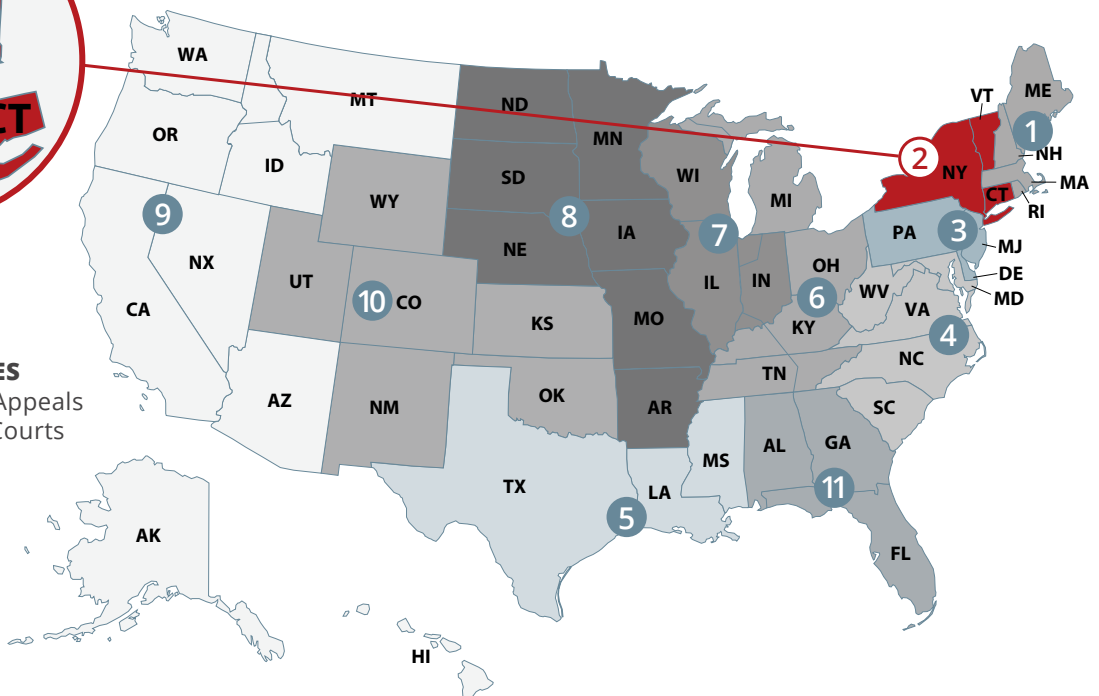 WA
MT
ND
MN
VT
ME
1
NH
OR
ID
SD
WI
MI
2
NY
CT
MA
RI
CT
WY
9
8
7
PA
3
MJ
NX
UT
NE
IA
IL
IN
OH
DE
MD
CA
10
CO
KS
MO
6
KY
WV
VA
4
ES
Appeals
Courts
AZ
NM
OK
AR
TN
NC
SC
TX
LA
MS
AL
GA
5
11
AK
FL
HI